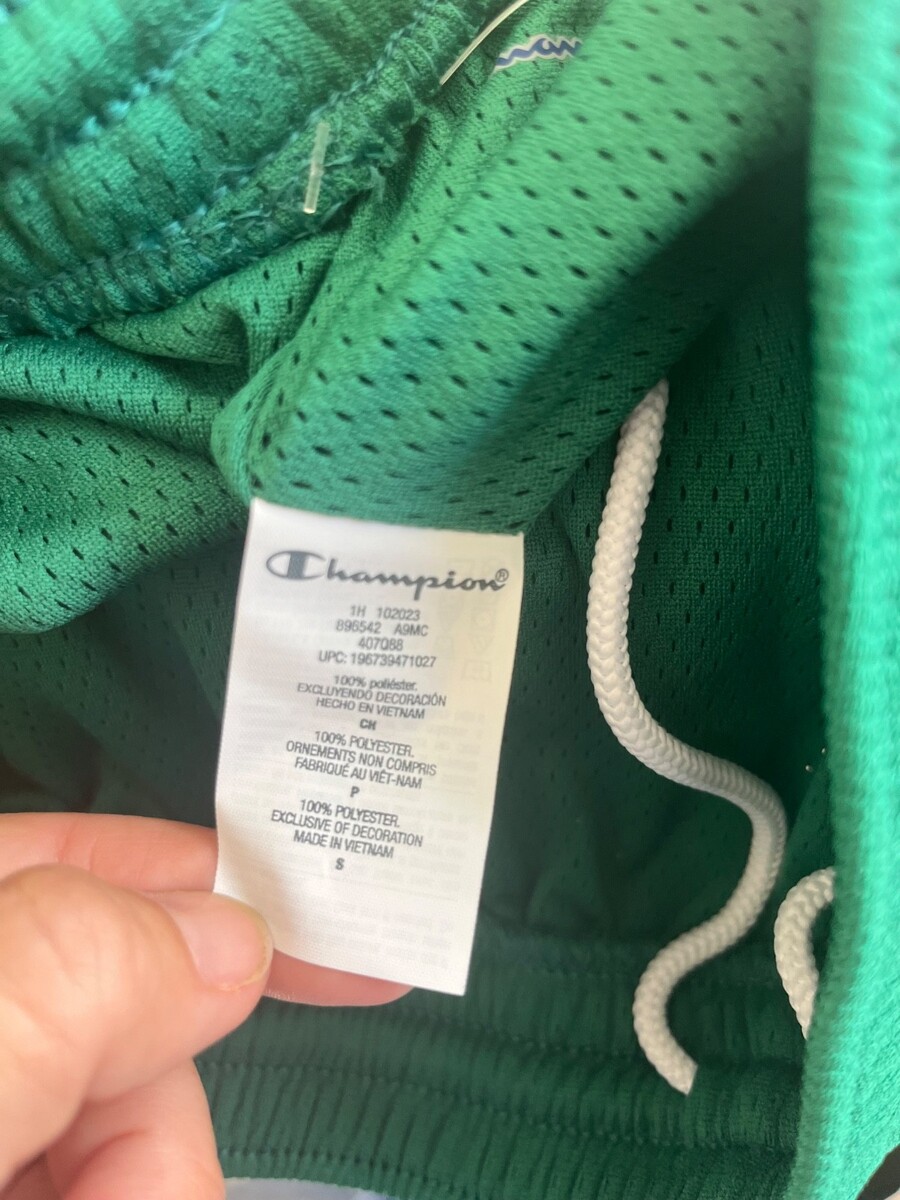 Champion®
1H 102023
896542 A9MC
407Q88
UPC: 196739471027
100% poliéster.
EXCLUYENDO DECORACIÓN
HECHO EN VIETNAM
CH
100% POLYESTER.
ORNEMENTS NON COMPRIS
FABRIQUÉ AU VIÊT-NAM
P
100% POLYESTER.
EXCLUSIVE OF DECORATION
MADE IN VIETNAM
S